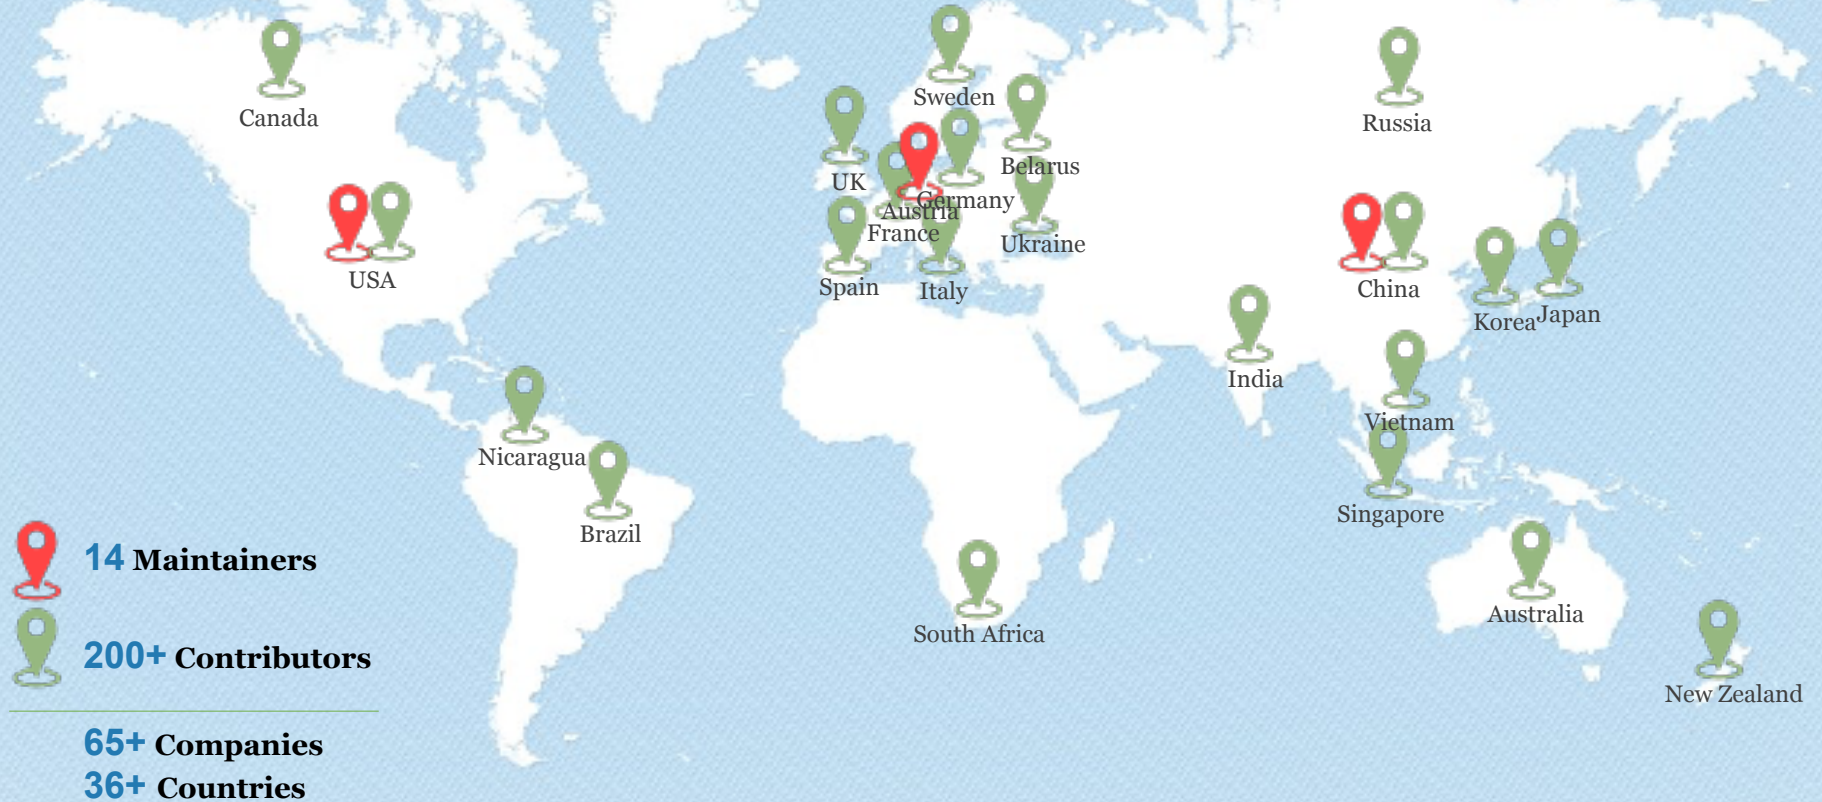 Canada
Sweden
Russia
Belarus
UK
Germany
Austria
France
Ukraine
USA
Spain
Italy
China
Korea
Japan
India
Vietnam
Nicaragua
Singapore
Brazil
14 Maintainers
Australia
South Africa
200+ Contributors
New Zealand
65+ Companies
36+ Countries